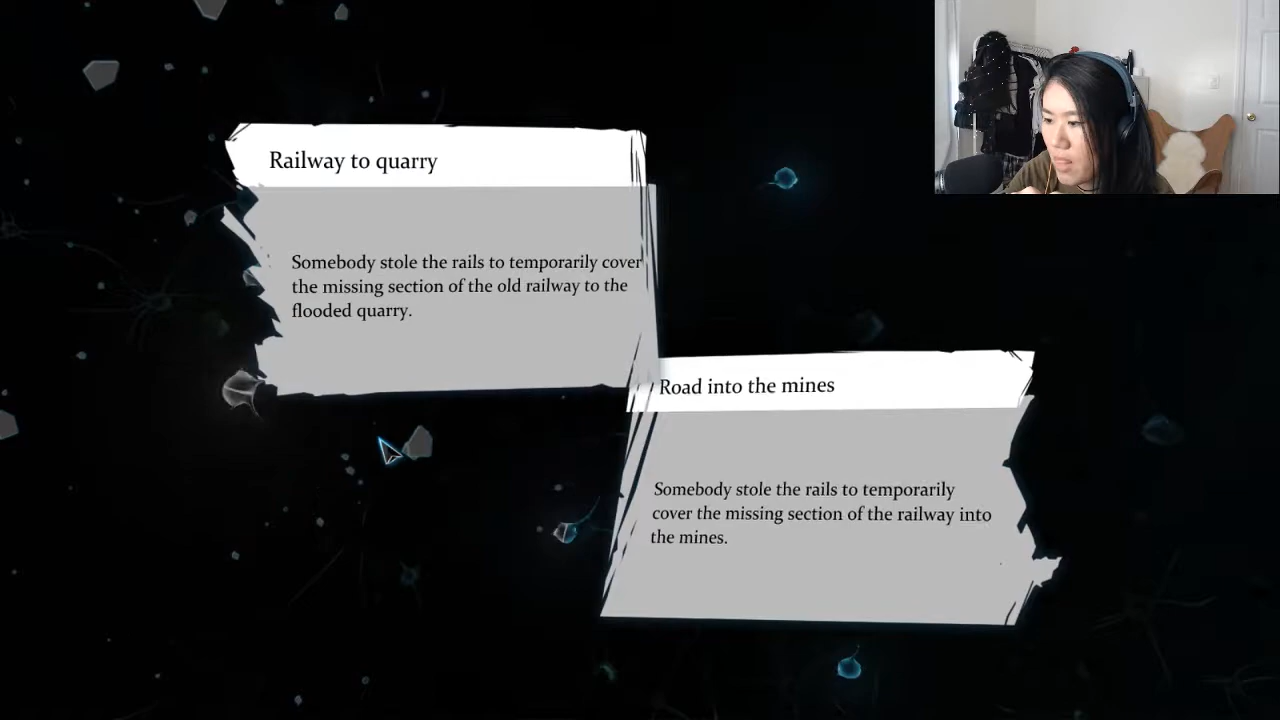 Railway to quarry
Somebody stole the rails to temporarily cover
the missing section of the old railway to the
flooded quarry.
Road into the mines
Somebody stole the rails to temporarily
cover the missing section of the railway into
the mines.